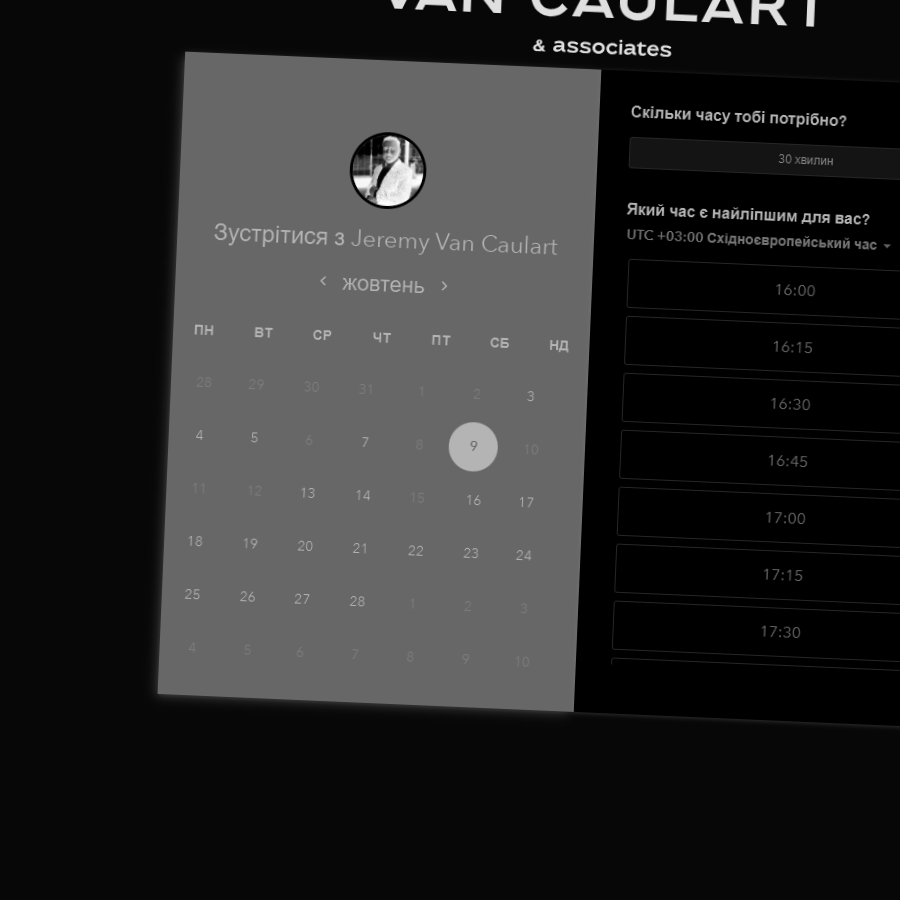 VAN CAULART
& associates
Зустрітися з Jeremy Van Caulart
жовтень
ПН ВТ СР ЧТ ПТ СБ НД
28 29 30 31 1 2 3
4 5 6 7 8 9 10
11 12 13 14 15 16 17
18 19 20 21 22 23 24
25 26 27 28 1 2 3
4 5 6 7 8 9 10
Скільки часу тобі потрібно?
30 хвилин
Який час є найліпшим для вас?
UTC +03:00 Східноєвропейський час
16:00
16:15
16:30
16:45
17:00
17:15
17:30